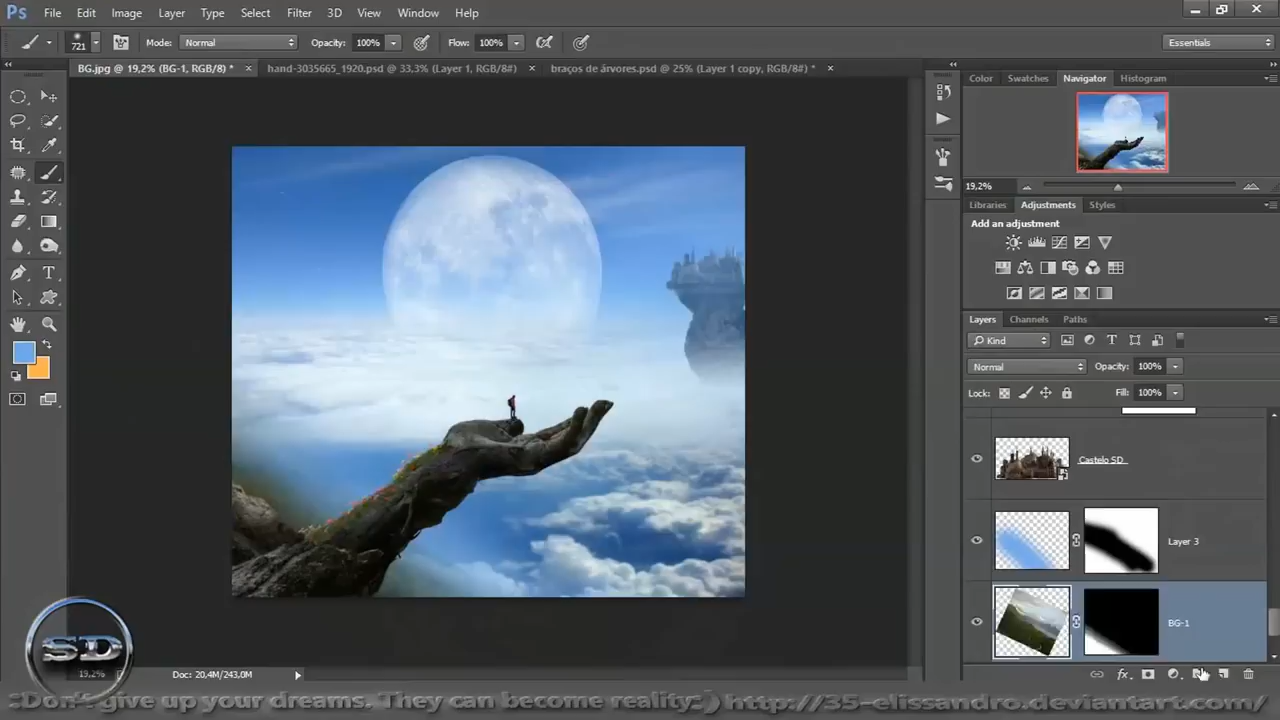 Ps File Edit Image Layer Type Select Filter 3D View Window Help
721 Mode: Normal Opacity: 100% Flow: 100% Essentials
BG.jpg @ 19,2% (BG-1, RGB/8) * hand-3035665_1920.psd @ 33,3% (Layer 1, RGB/8#) braços de árvores.psd @ 25% (Layer 1 copy, RGB/8#) *
Color Swatches Navigator Histogram
19,2%
Libraries Adjustments Styles
Add an adjustment
Layers Channels Paths
Kind
Normal Opacity: 100%
Lock: Fill: 100%
Castelo SD
Layer 3
BG-1
SD
19,2% Doc: 20,4M/243,0M
:Don't give up your dreams. They can become reality:) http://35-elissandro.deviantart.com/